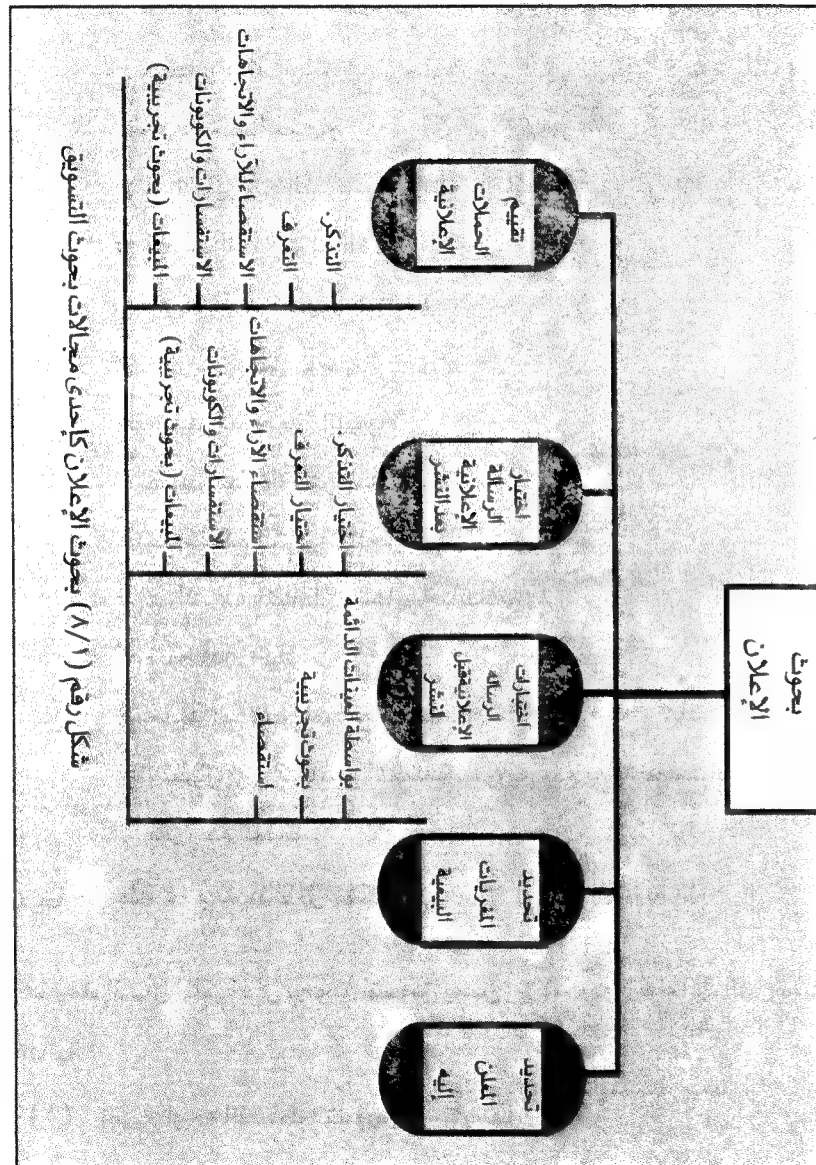 بحوث
الإعلان
تحديد
المعلن
إليه
تحديد
المغريات
البيعية
اختبارات
الرسالة
الإعلانية قبل
النشر
بواسطة العينات الدائمة
بحوث تجريبية
استقصاء
اختبار
الرسالة
الإعلانية
بعد النشر
اختبار التذكر.
اختبار التعرف
استقصاء الآراء والاتجاهات
الاستفسارات والكوبونات
المبيعات (بحوث تجريبية)
تقييم
الحملات
الإعلانية
التذكر.
التعرف
الاستقصاء للآراء والاتجاهات
الاستفسارات والكوبونات
المبيعات (بحوث تجريبية)
شكل رقم (٨/١) بحوث الإعلان كإحدى مجالات بحوث التسويق